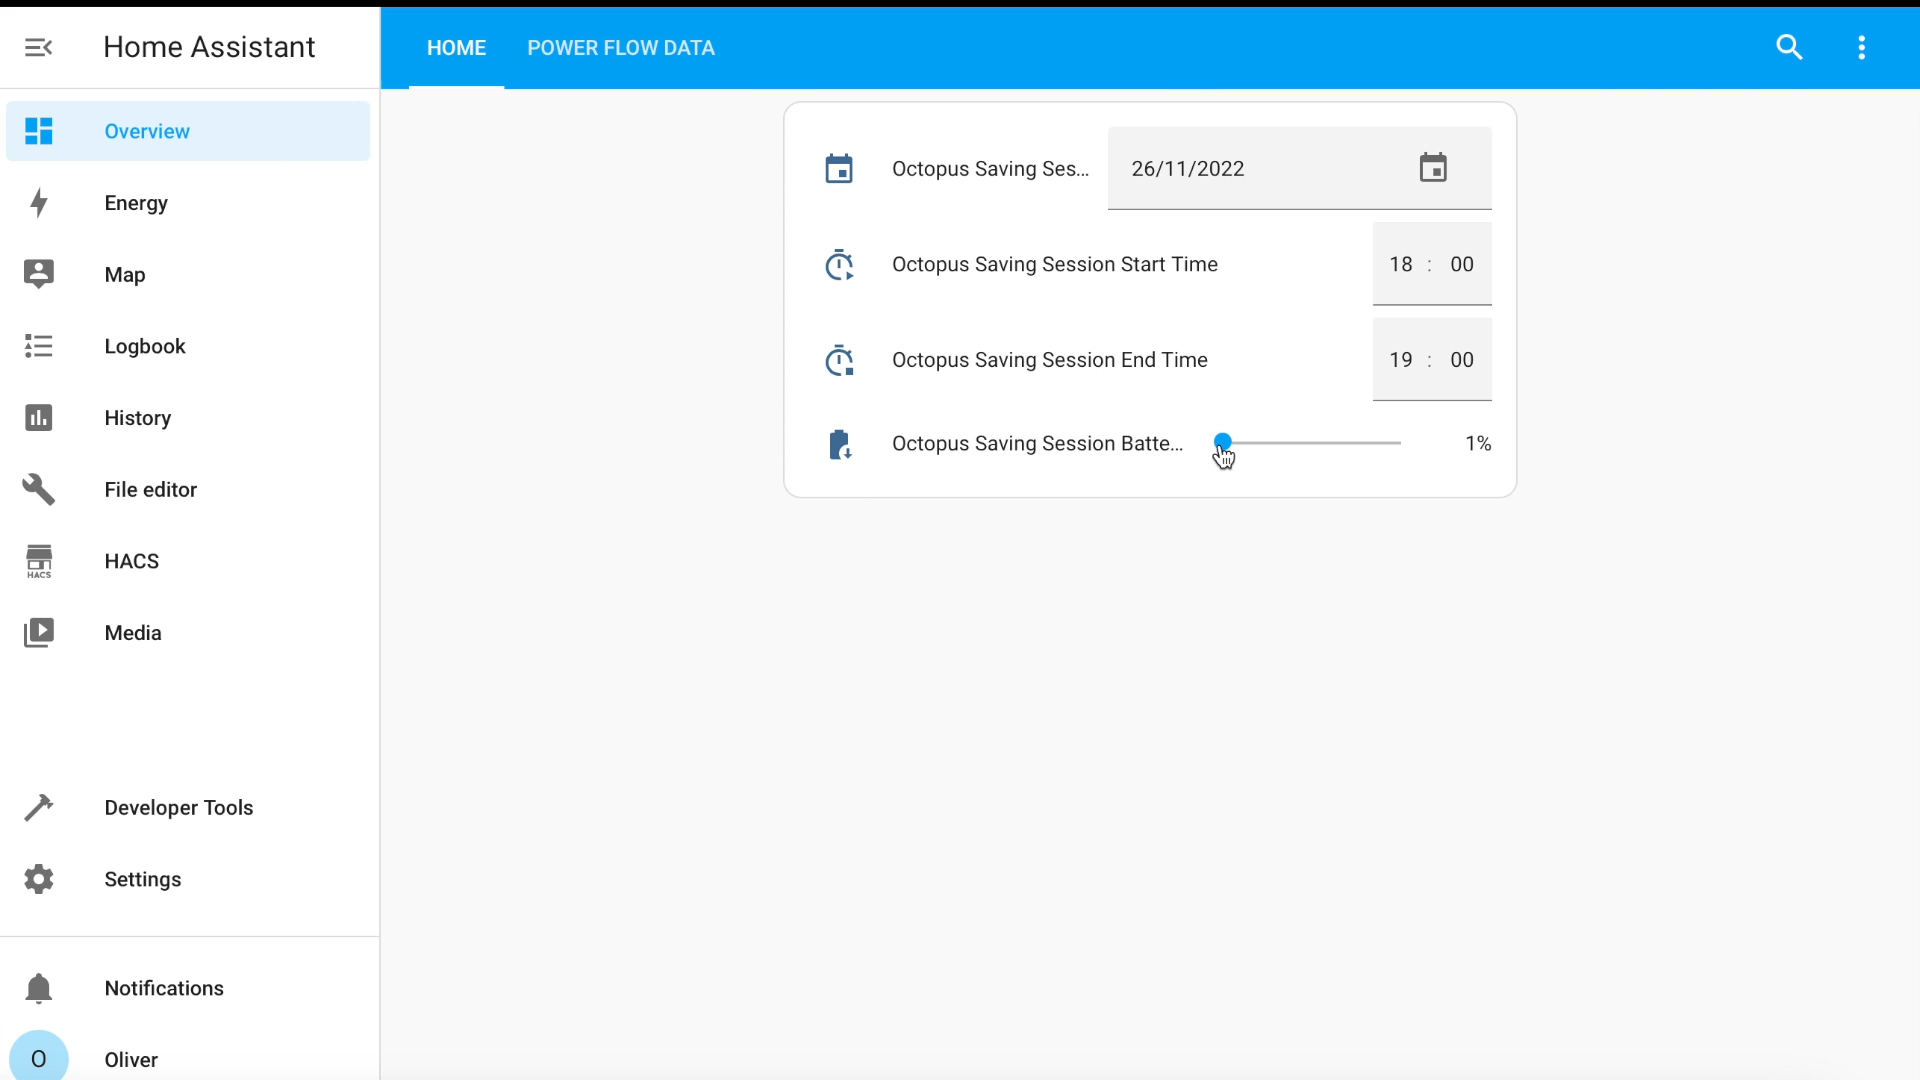 Home Assistant
HOME POWER FLOW DATA
Overview
Energy
Map
Logbook
History
File editor
HACS
HACS
Media
Developer Tools
Settings
Notifications
O Oliver
Octopus Saving Ses... 26/11/2022
Octopus Saving Session Start Time 18 : 00
Octopus Saving Session End Time 19 : 00
Octopus Saving Session Batte... 1%